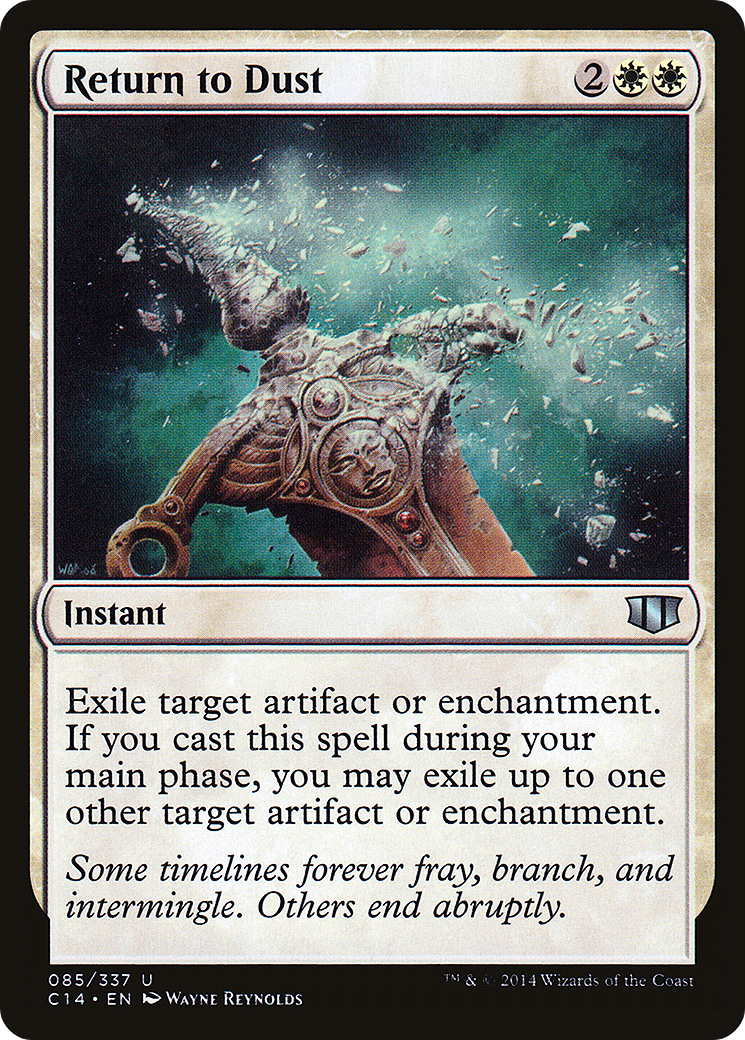 Return to Dust 2
WAR06
Instant
Exile target artifact or enchantment.
If you cast this spell during your
main phase, you may exile up to one
other target artifact or enchantment.
Some timelines forever fray, branch, and
intermingle. Others end abruptly.
085/337 U
™ & © 2014 Wizards of the Coast
C14 • EN Wayne Reynolds